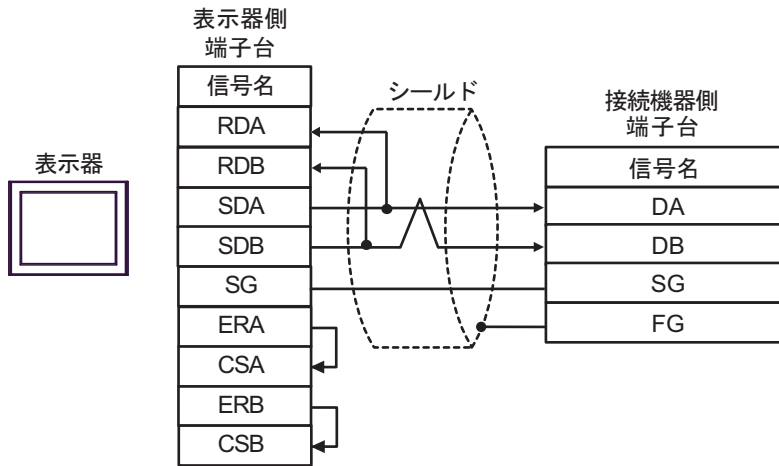 表示器側
端子台
信号名
RDA
RDB
SDA
SDB
SG
ERA
CSA
ERB
CSB
表示器
シールド
接続機器側
端子台
信号名
DA
DB
SG
FG